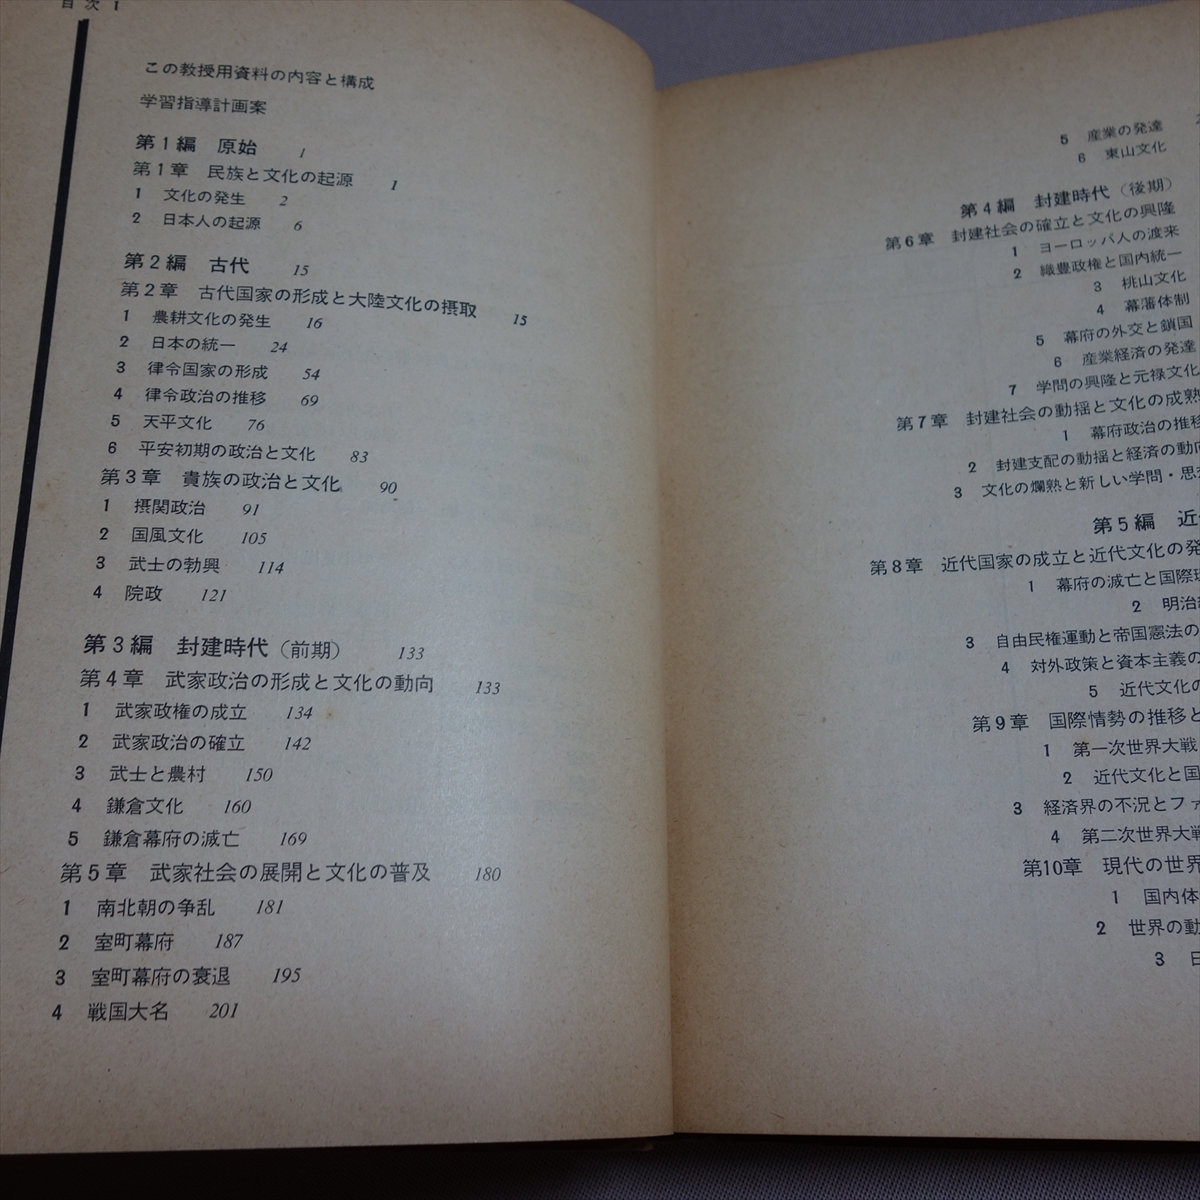 目次 1
この教授用資料の内容と構成
学習指導計画案
第1編 原始 1
第1章 民族と文化の起源 1
1 文化の発生 2
2 日本人の起源 6
第2編 古代 15
第2章 古代国家の形成と大陸文化の摂取 15
1 農耕文化の発生 16
2 日本の統一 24
3 律令国家の形成 54
4 律令政治の推移 69
5 天平文化 76
6 平安初期の政治と文化 83
第3章 貴族の政治と文化 90
1 摂関政治 91
2 国風文化 105
3 武士の勃興 114
4 院政 121
第3編 封建時代（前期） 133
第4章 武家政治の形成と文化の動向 133
1 武家政権の成立 134
2 武家政治の確立 142
3 武士と農村 150
4 鎌倉文化 160
5 鎌倉幕府の滅亡 169
第5章 武家社会の展開と文化の普及 180
1 南北朝の争乱 181
2 室町幕府 187
3 室町幕府の衰退 195
4 戦国大名 201
5 産業の発達
6 東山文化
第4編 封建時代（後期）
第6章 封建社会の確立と文化の興隆
1 ヨーロッパ人の渡来
2 織豊政権と国内統一
3 桃山文化
4 幕藩体制
5 幕府の外交と鎖国
6 産業経済の発達
7 学問の興隆と元禄文化
第7章 封建社会の動揺と文化の成熟
1 幕府政治の推移
2 封建支配の動揺と経済の動向
3 文化の爛熟と新しい学問・思
第5編 近
第8章 近代国家の成立と近代文化の発
1 幕府の滅亡と国際環
2 明治
3 自由民権運動と帝国憲法の
4 対外政策と資本主義の
5 近代文化の
第9章 国際情勢の推移と
1 第一次世界大戦
2 近代文化と国
3 経済界の不況とファ
4 第二次世界大戦
第10章 現代の世界
1 国内体
2 世界の動
3 日